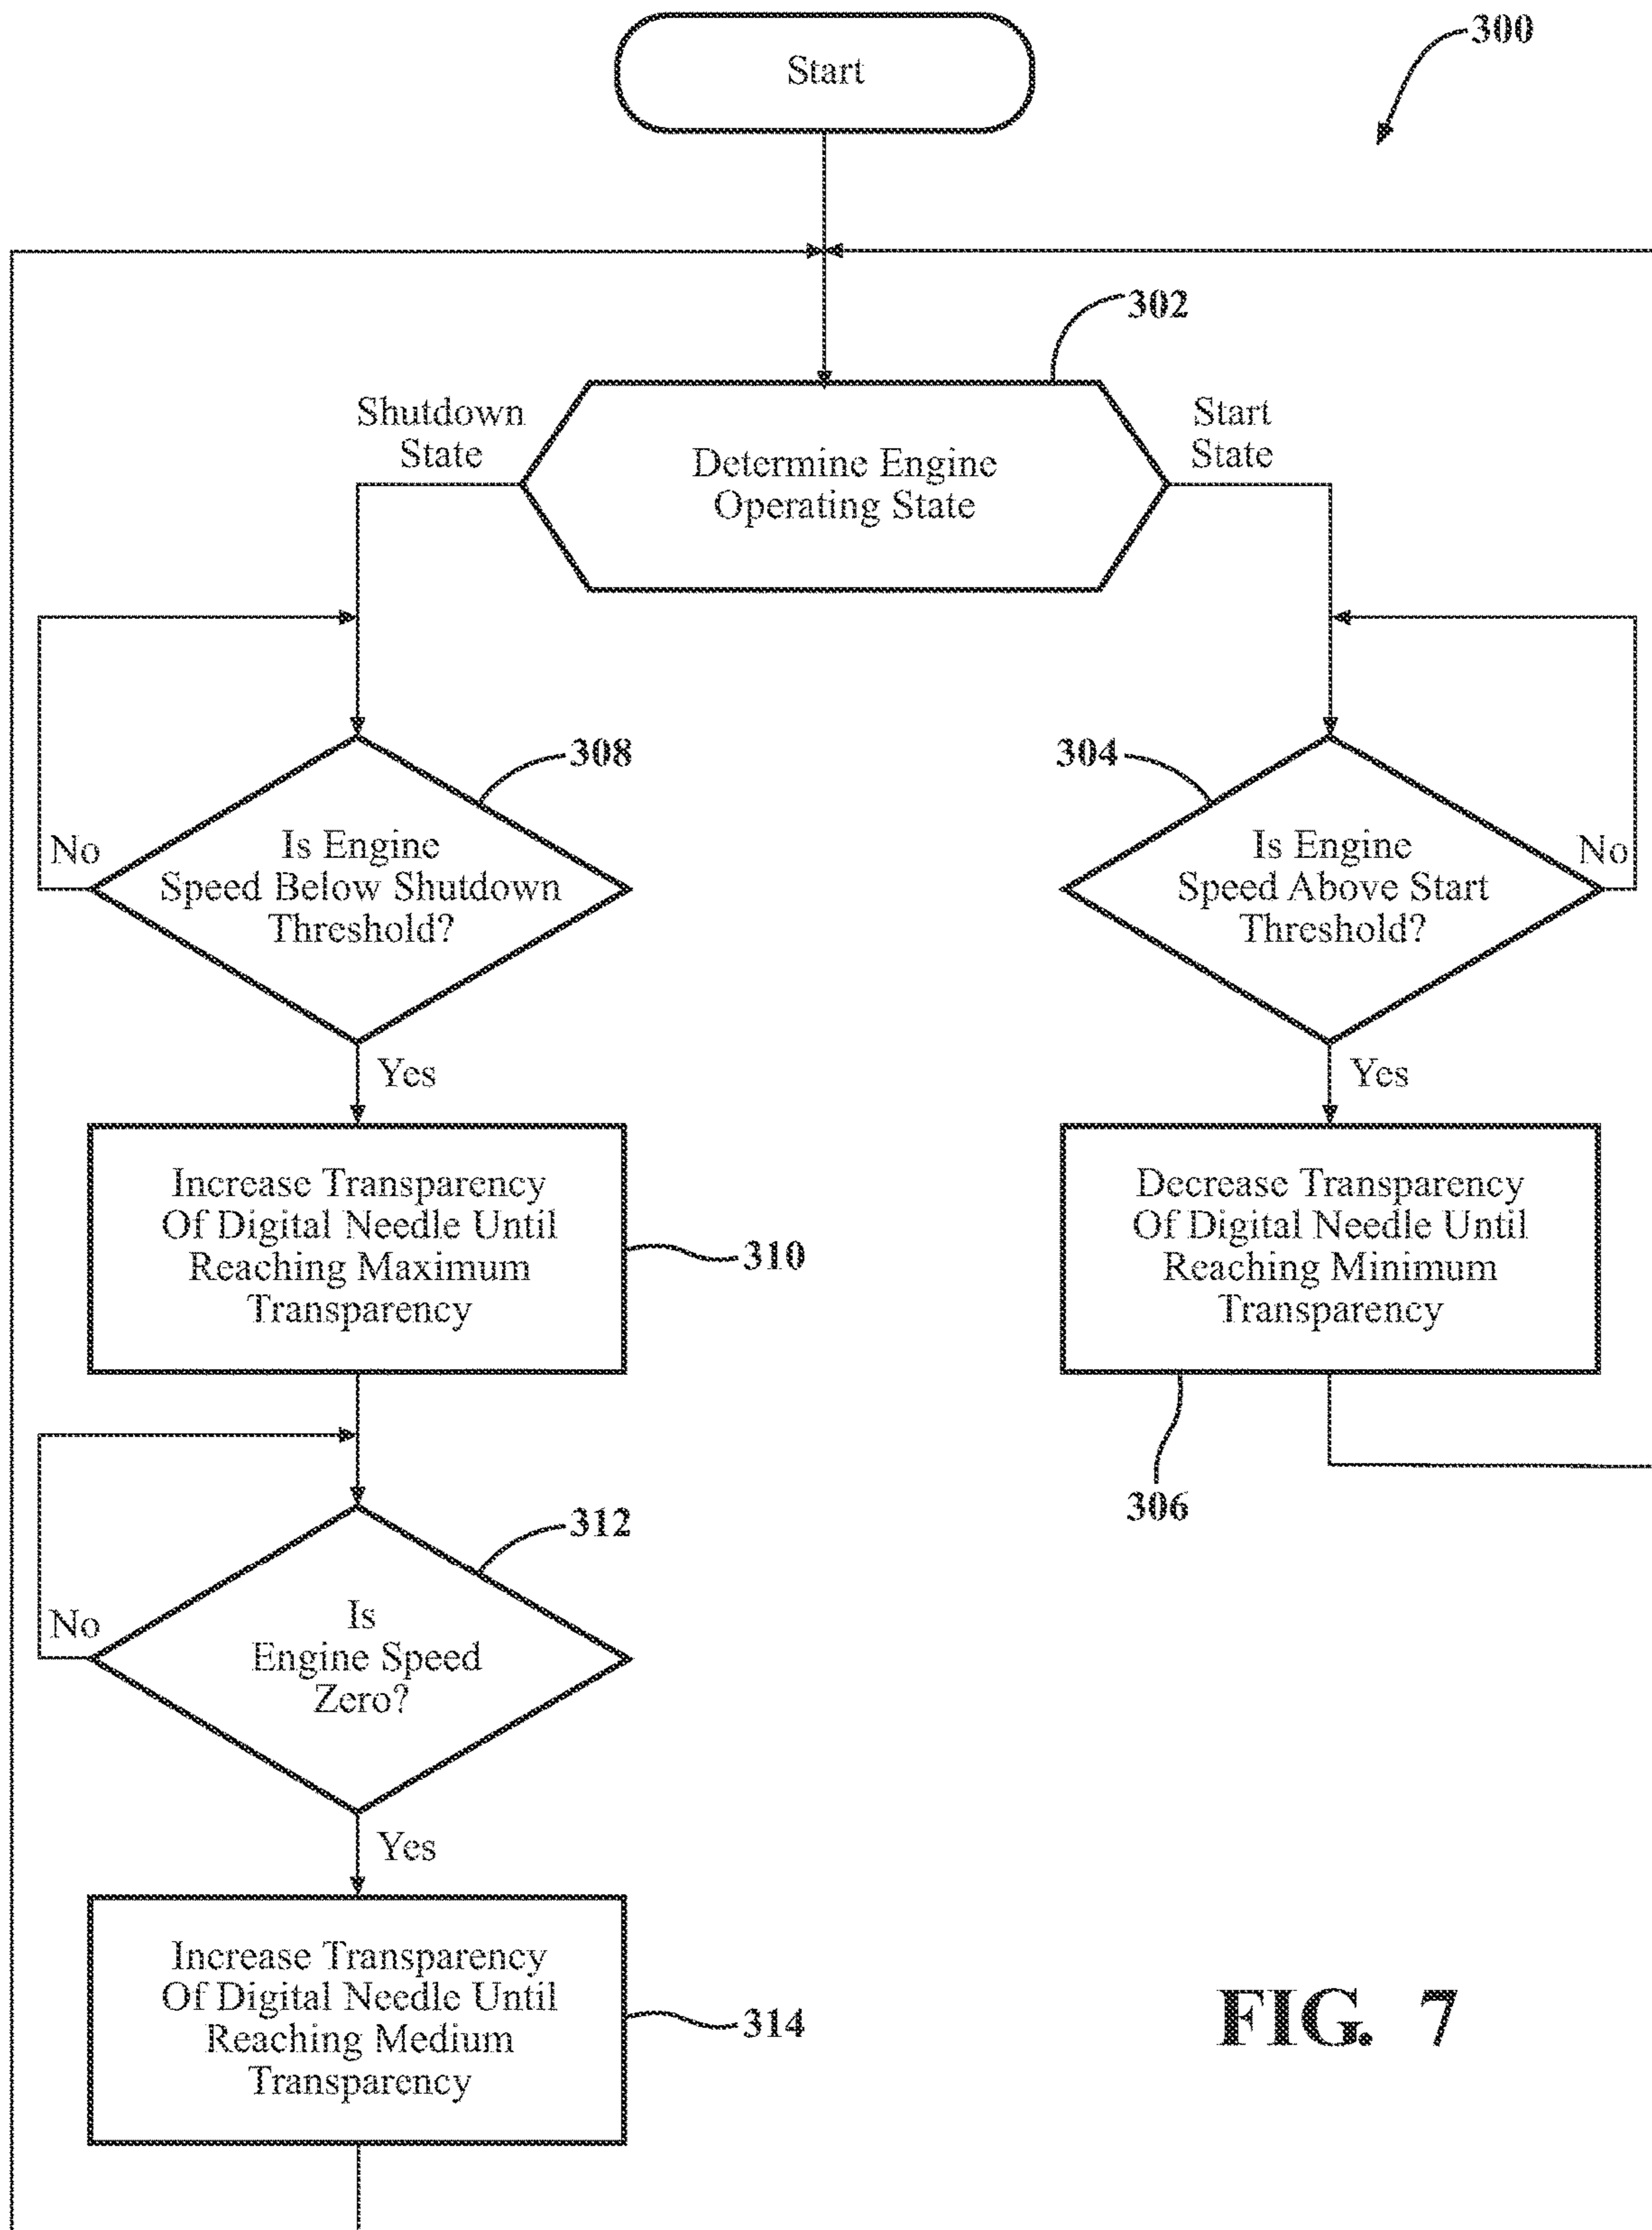 Start
300
302
Shutdown
State
Determine Engine
Operating State
Start
State
308
No
Is Engine
Speed Below Shutdown
Threshold?
Yes
304
Is Engine
Speed Above Start
Threshold?
No
Yes
Increase Transparency
Of Digital Needle Until
Reaching Maximum
Transparency
310
Decrease Transparency
Of Digital Needle Until
Reaching Minimum
Transparency
306
312
No
Is
Engine Speed
Zero?
Yes
Increase Transparency
Of Digital Needle Until
Reaching Medium
Transparency
314
FIG. 7